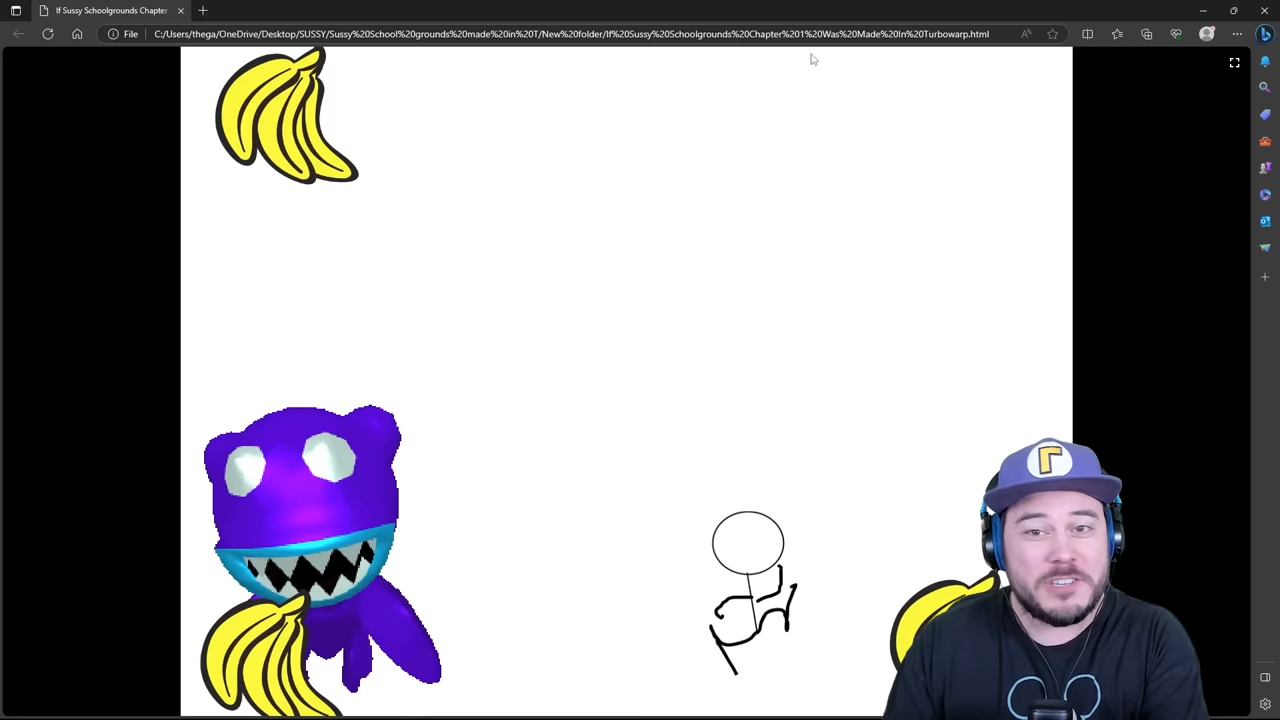 If Sussy Schoolgrounds Chapter
File
C:/Users/thega/OneDrive/Desktop/SUSSY/Sussy%20School%20grounds%20made%20in%20T/New%20folder/If%20Sussy%20Schoolgrounds%20Chapter%201%20Was%20Made%20In%20Turbowarp.html